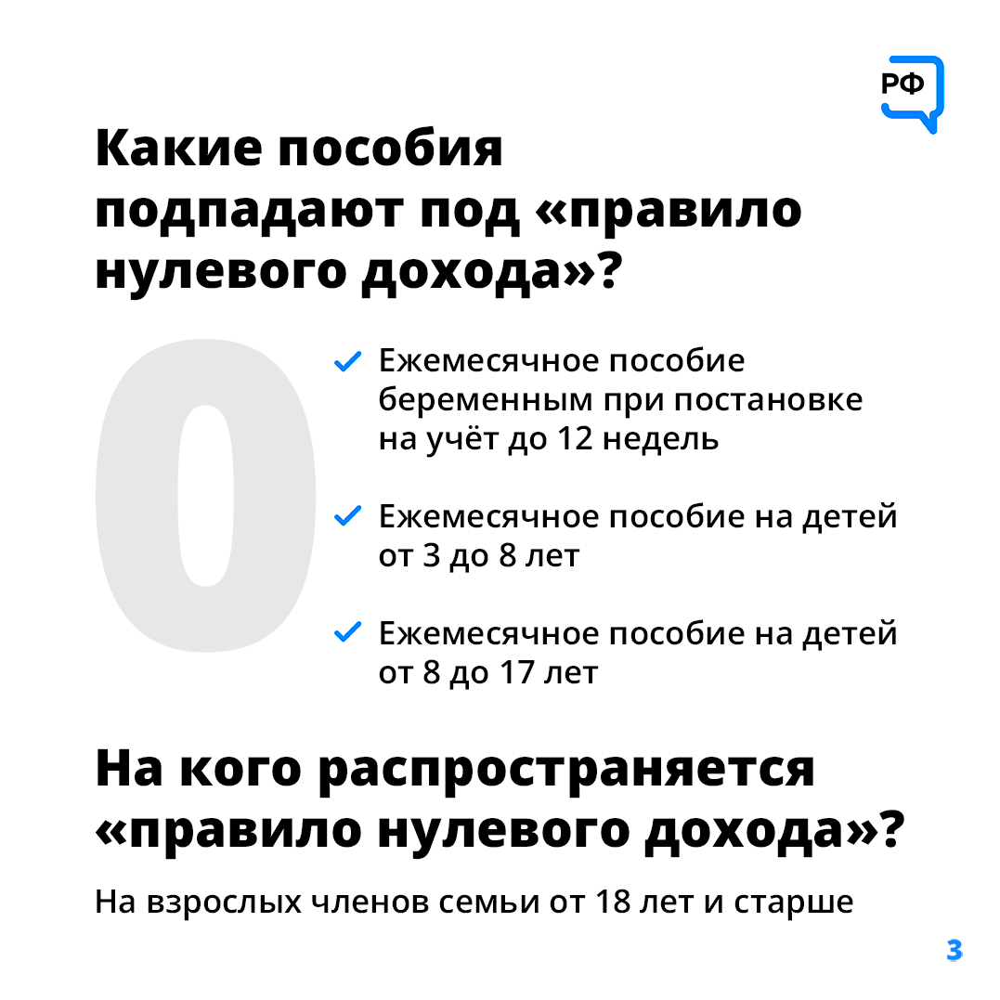 РФ
Какие пособия
подпадают под «правило
нулевого дохода»?
0
Ежемесячное пособие
беременным при постановке
на учёт до 12 недель
Ежемесячное пособие на детей
от 3 до 8 лет
Ежемесячное пособие на детей
от 8 до 17 лет
На кого распространяется
«правило нулевого дохода»?
На взрослых членов семьи от 18 лет и старше
3